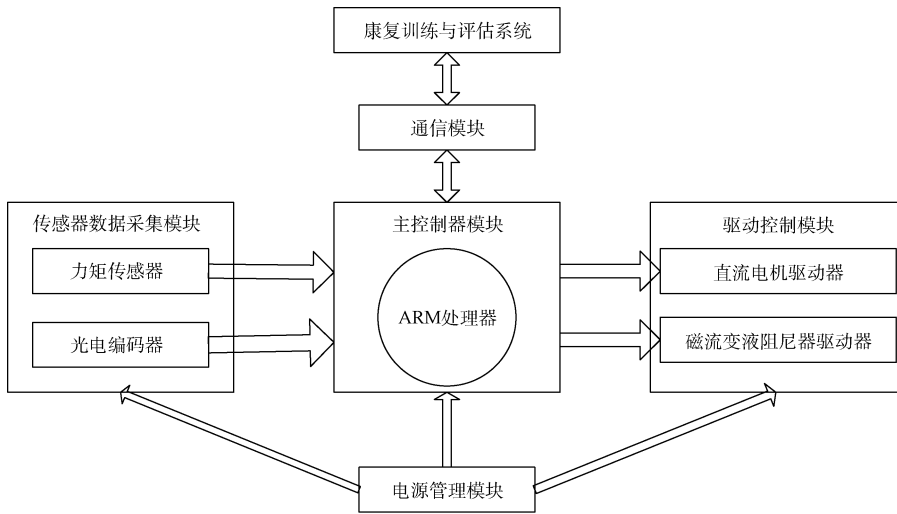 康复训练与评估系统
通信模块
传感器数据采集模块
力矩传感器
光电编码器
主控制器模块
ARM处理器
驱动控制模块
直流电机驱动器
磁流变液阻尼器驱动器
电源管理模块